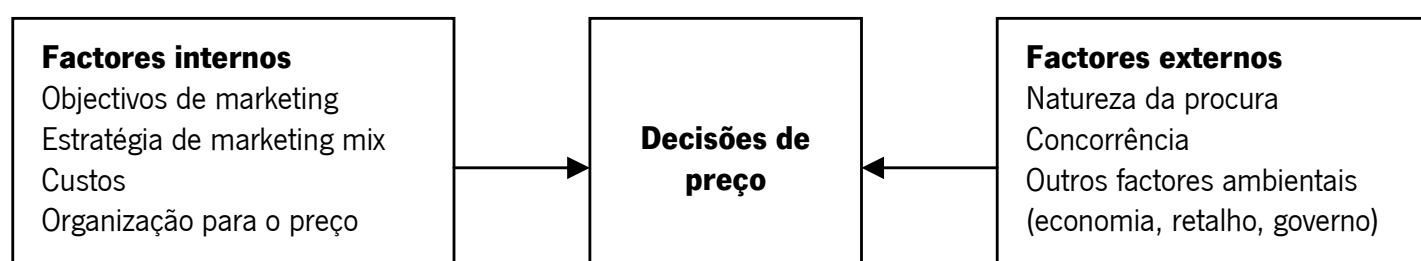 Factores internos
Objectivos de marketing
Estratégia de marketing mix
Custos
Organização para o preço
Decisões de
preço
Factores externos
Natureza da procura
Concorrência
Outros factores ambientais
(economia, retalho, governo)